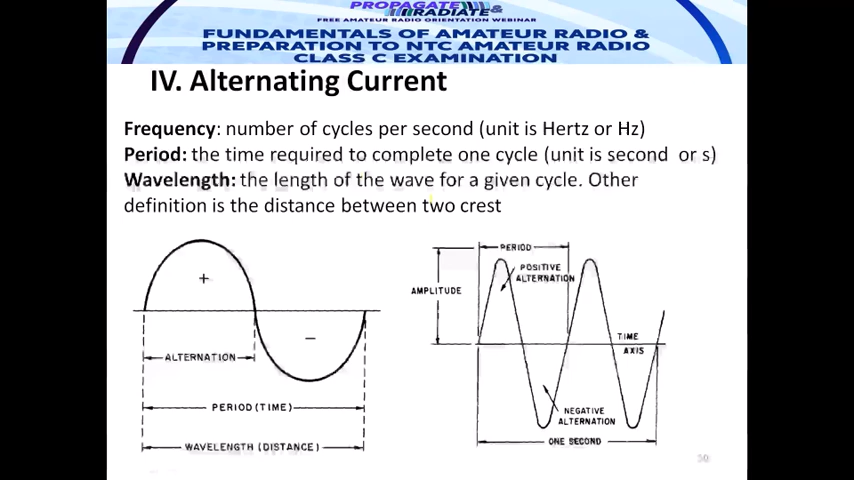 PROPAGATE &
RADIATE
FREE AMATEUR RADIO ORIENTATION WEBINAR
FUNDAMENTALS OF AMATEUR RADIO &
PREPARATION TO NTC AMATEUR RADIO
CLASS C EXAMINATION
IV. Alternating Current
Frequency: number of cycles per second (unit is Hertz or Hz)
Period: the time required to complete one cycle (unit is second or s)
Wavelength: the length of the wave for a given cycle. Other
definition is the distance between two crest
+
−
ALTERNATION
PERIOD (TIME)
WAVELENGTH (DISTANCE)
PERIOD
POSITIVE
ALTERNATION
AMPLITUDE
TIME
AXIS
NEGATIVE
ALTERNATION
ONE SECOND
30